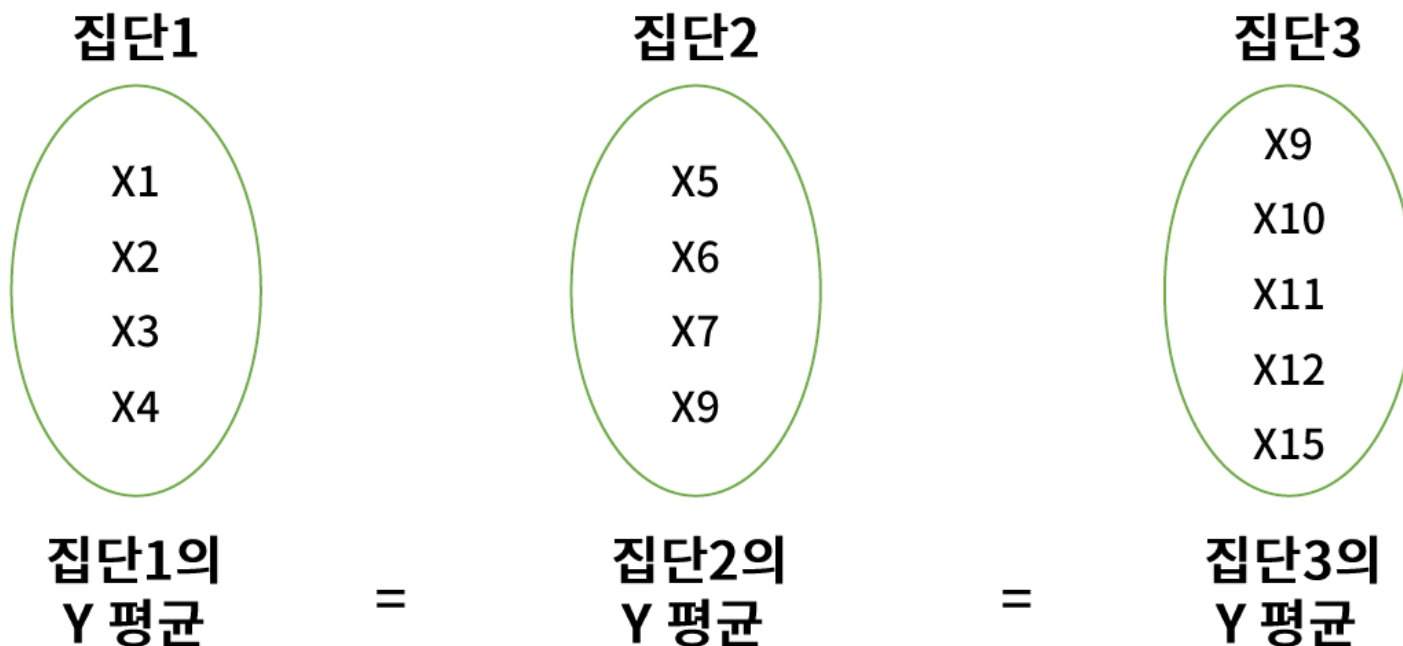 집단1
X1
X2
X3
X4
집단1의
Y 평균
=
집단2
X5
X6
X7
X9
집단2의
Y 평균
=
집단3
X9
X10
X11
X12
X15
집단3의
Y 평균